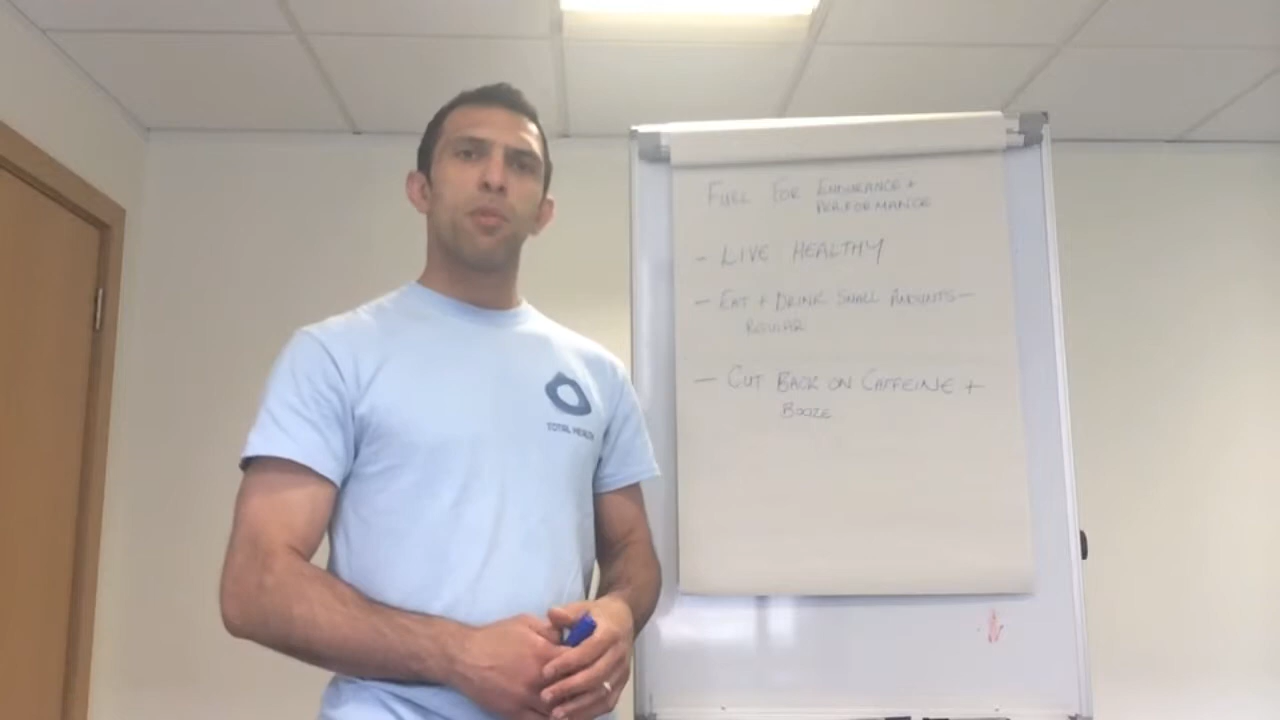 TOTAL HEALTH
FUEL FOR ENDURANCE +
PERFORMANCE
- LIVE HEALTHY
- EAT + DRINK SMALL AMOUNTS -
REGULAR
- CUT BACK ON CAFFEINE +
BOOZE